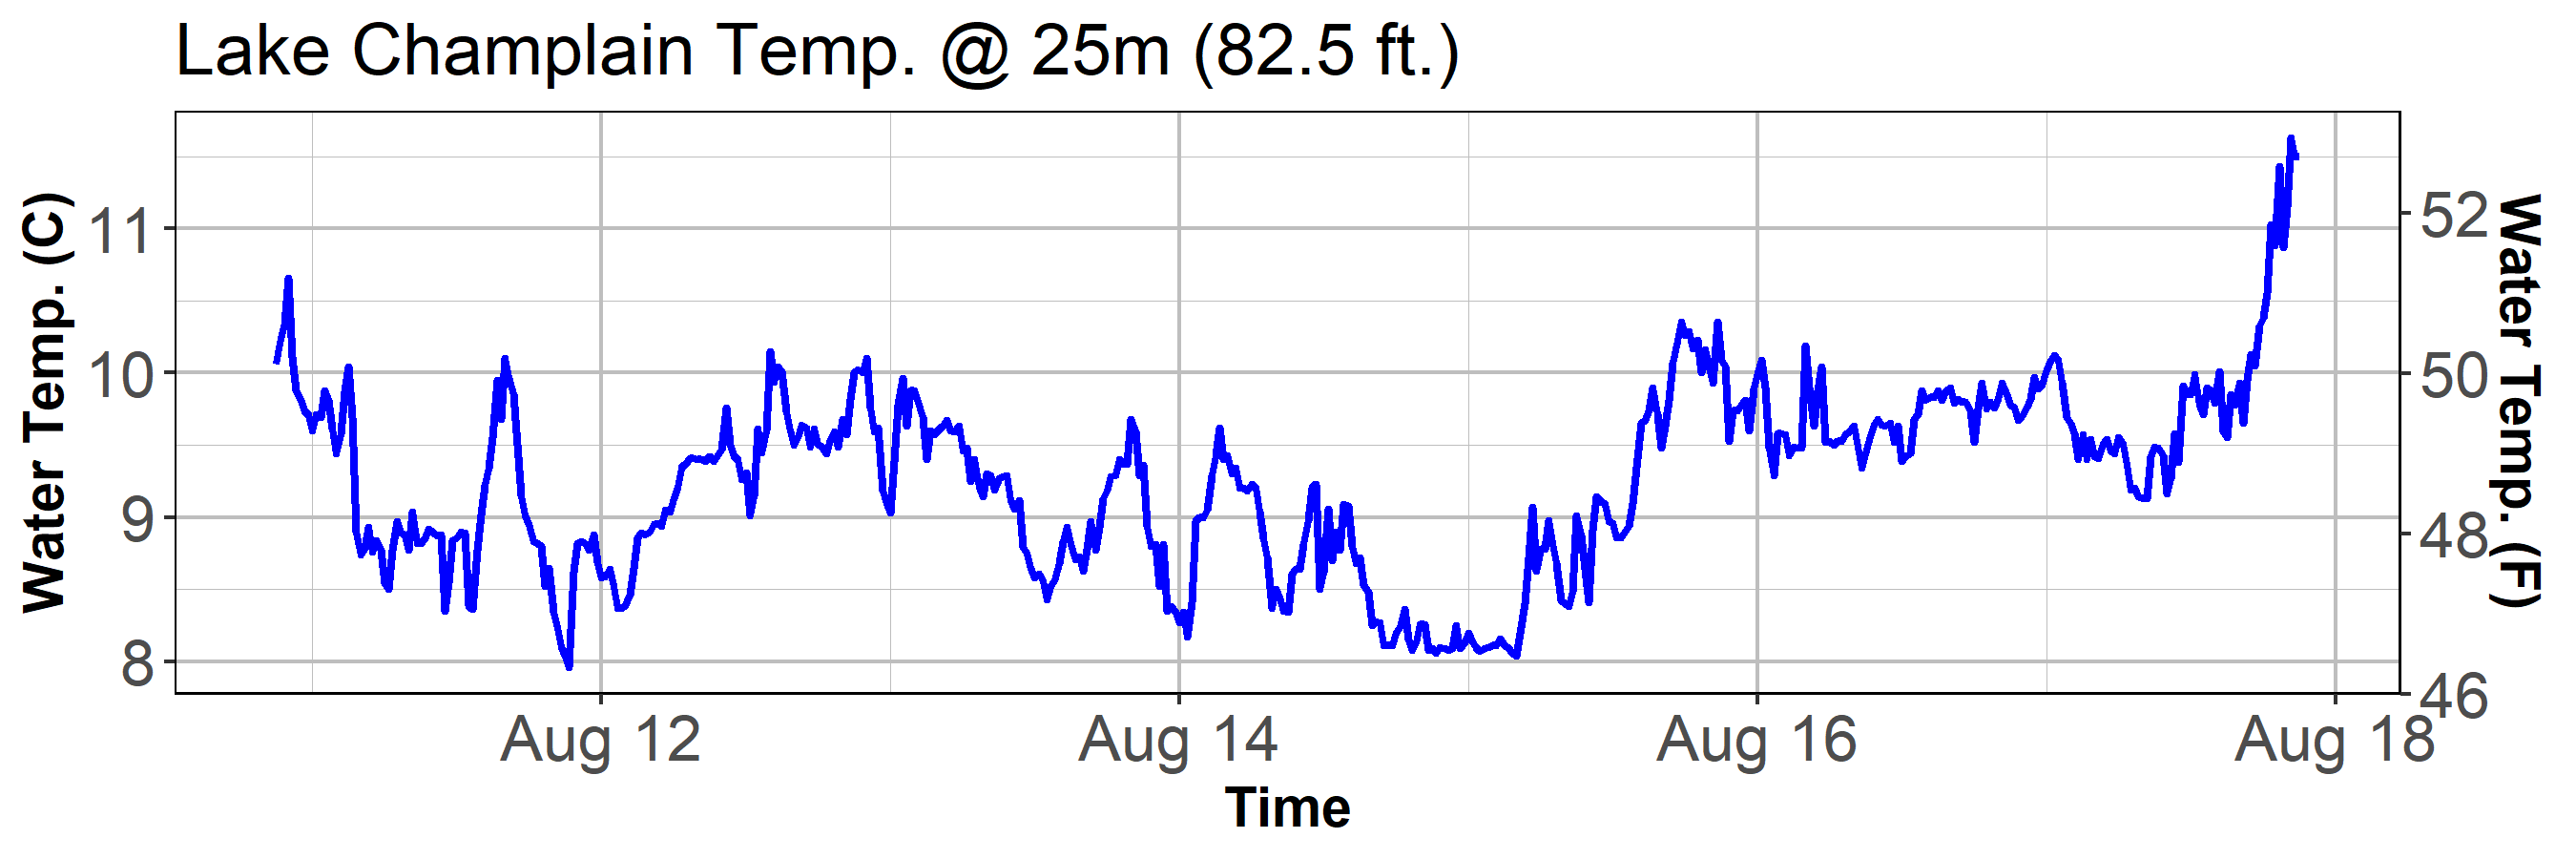 Lake Champlain Temp. @ 25m (82.5 ft.)
Water Temp. (C)
11
10
9
8
52
50
48
46
Water Temp. (F)
Aug 12
Aug 14
Aug 16
Aug 18
Time